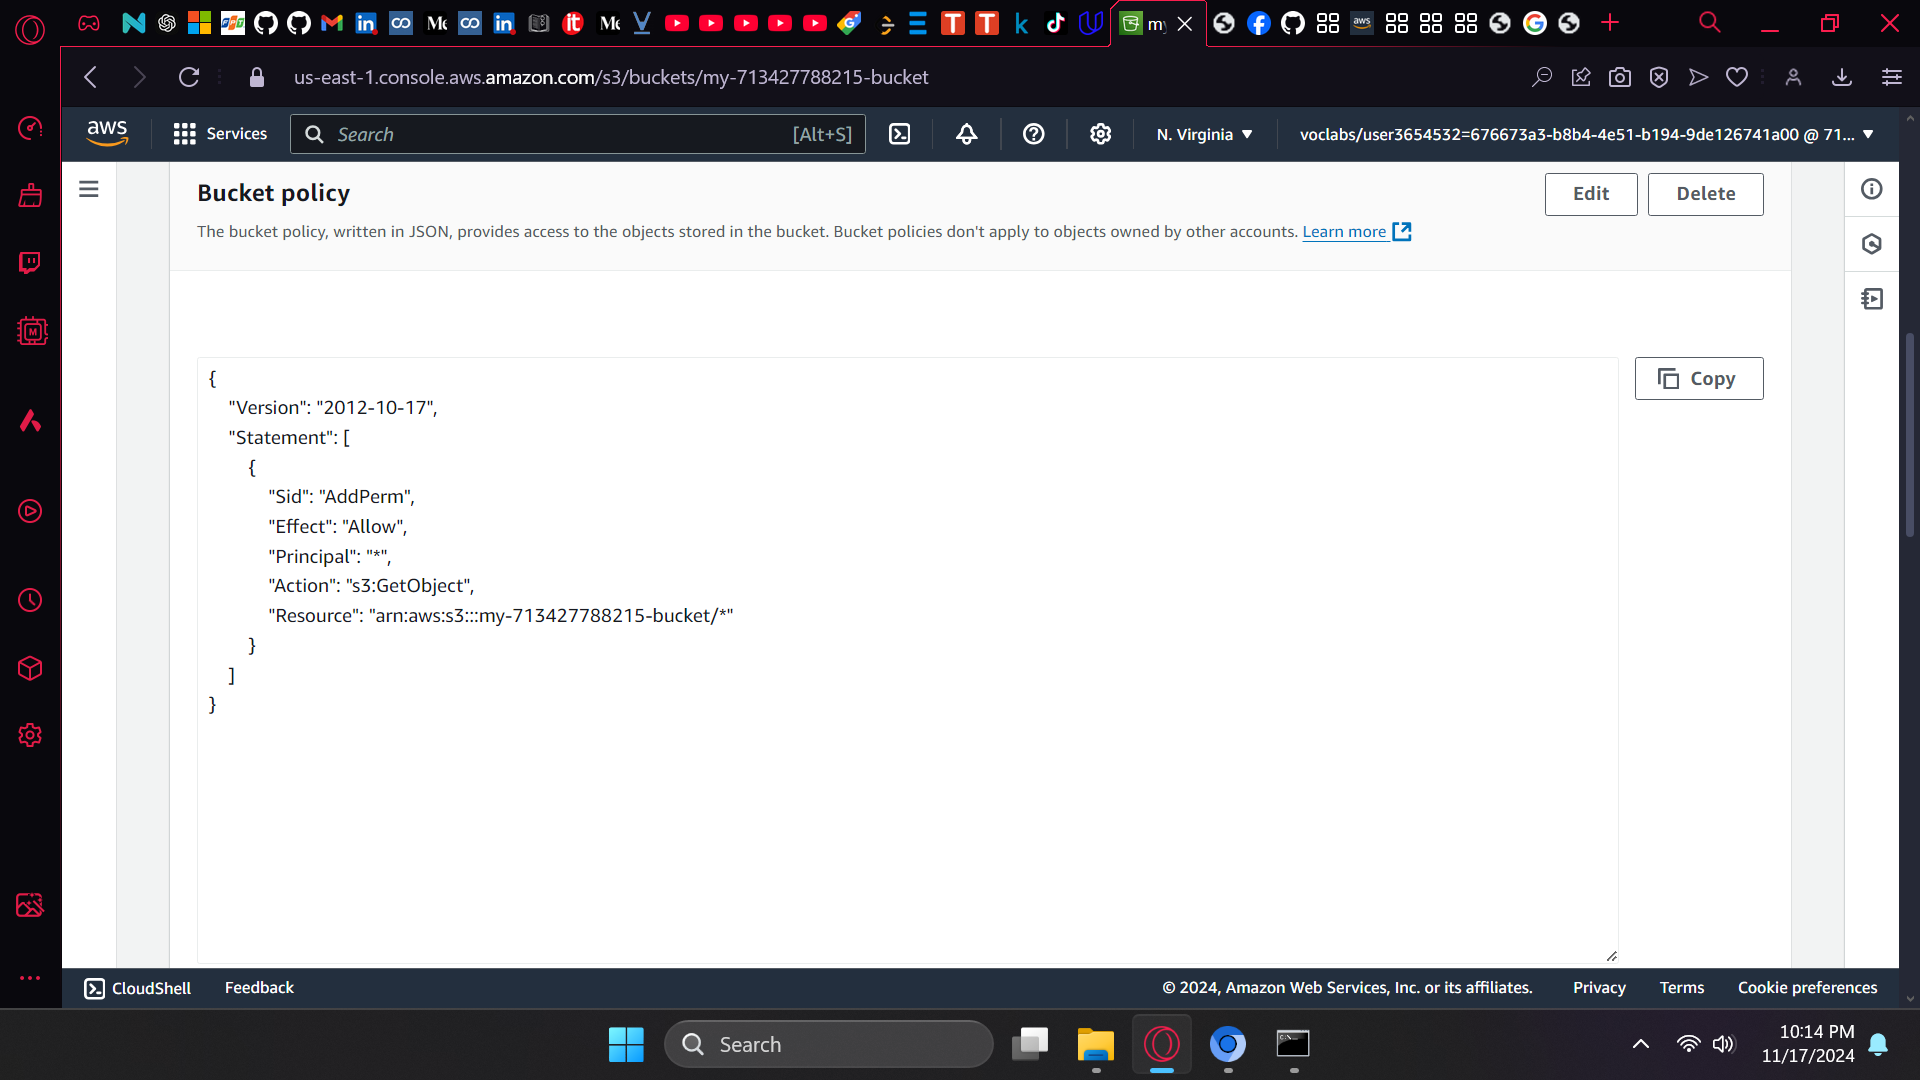 my
us-east-1.console.aws.amazon.com/s3/buckets/my-713427788215-bucket
aws
Services
Search
[Alt+S]
N. Virginia
voclabs/user3654532=676673a3-b8b4-4e51-b194-9de126741a00 @ 71...
Bucket policy
Edit
Delete
The bucket policy, written in JSON, provides access to the objects stored in the bucket. Bucket policies don't apply to objects owned by other accounts. Learn more
Copy
{
"Version": "2012-10-17",
"Statement": [
{
"Sid": "AddPerm",
"Effect": "Allow",
"Principal": "*",
"Action": "s3:GetObject",
"Resource": "arn:aws:s3:::my-713427788215-bucket/*"
}
]
}
CloudShell
Feedback
© 2024, Amazon Web Services, Inc. or its affiliates.
Privacy
Terms
Cookie preferences
Search
10:14 PM
11/17/2024